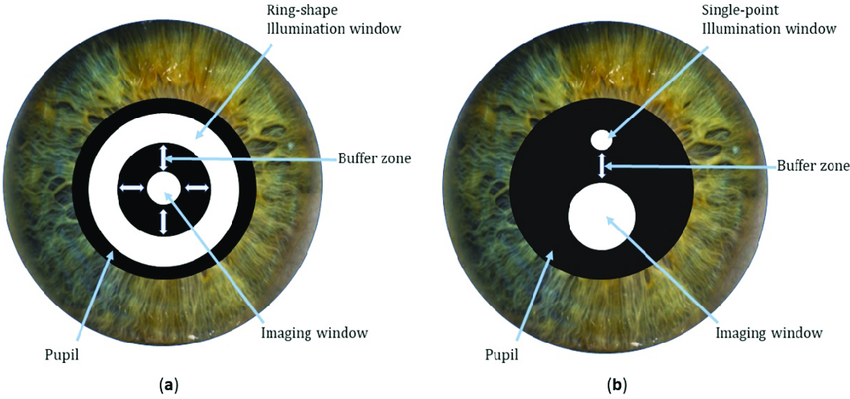 Ring-shape
Illumination window
Buffer zone
Imaging window
Pupil
(a)
Single-point
Illumination window
Buffer zone
Imaging window
Pupil
(b)